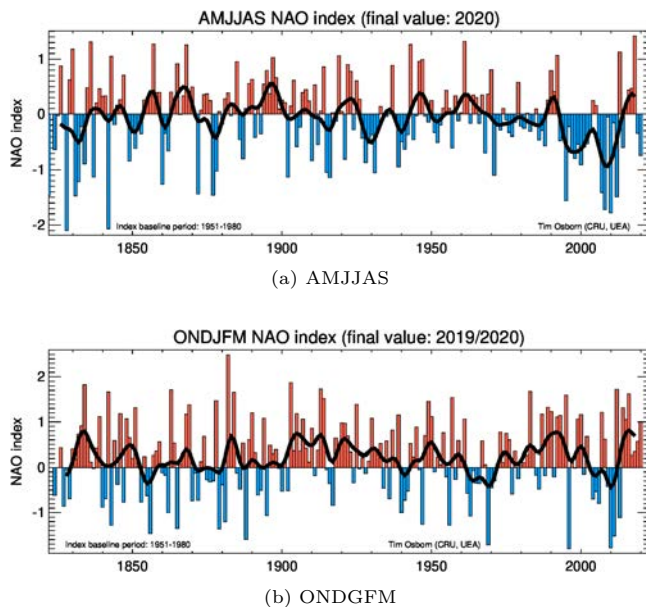 AMJJAS NAO index (final value: 2020)
1
0
-1
-2
NAO index
Index baseline period: 1951-1980
Tim Osborn (CRU, UEA)
1850 1900 1950 2000
(a) AMJJAS
ONDJFM NAO index (final value: 2019/2020)
2
1
0
-1
NAO index
Index baseline period: 1951-1980
Tim Osborn (CRU, UEA)
1850 1900 1950 2000
(b) ONDGFM